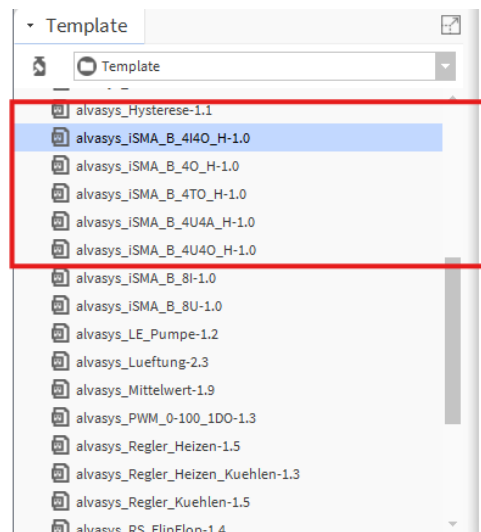 Template
Template
alvasys_Hysterese-1.1
alvasys_iSMA_B_4I4O_H-1.0
alvasys_iSMA_B_4O_H-1.0
alvasys_iSMA_B_4TO_H-1.0
alvasys_iSMA_B_4U4A_H-1.0
alvasys_iSMA_B_4U4O_H-1.0
alvasys_iSMA_B_8I-1.0
alvasys_iSMA_B_8U-1.0
alvasys_LE_Pumpe-1.2
alvasys_Lueftung-2.3
alvasys_Mittelwert-1.9
alvasys_PWM_0-100_1DO-1.3
alvasys_Regler_Heizen-1.5
alvasys_Regler_Heizen_Kuehlen-1.3
alvasys_Regler_Kuehlen-1.5
alvasys_RS_FlipFlop-1.4